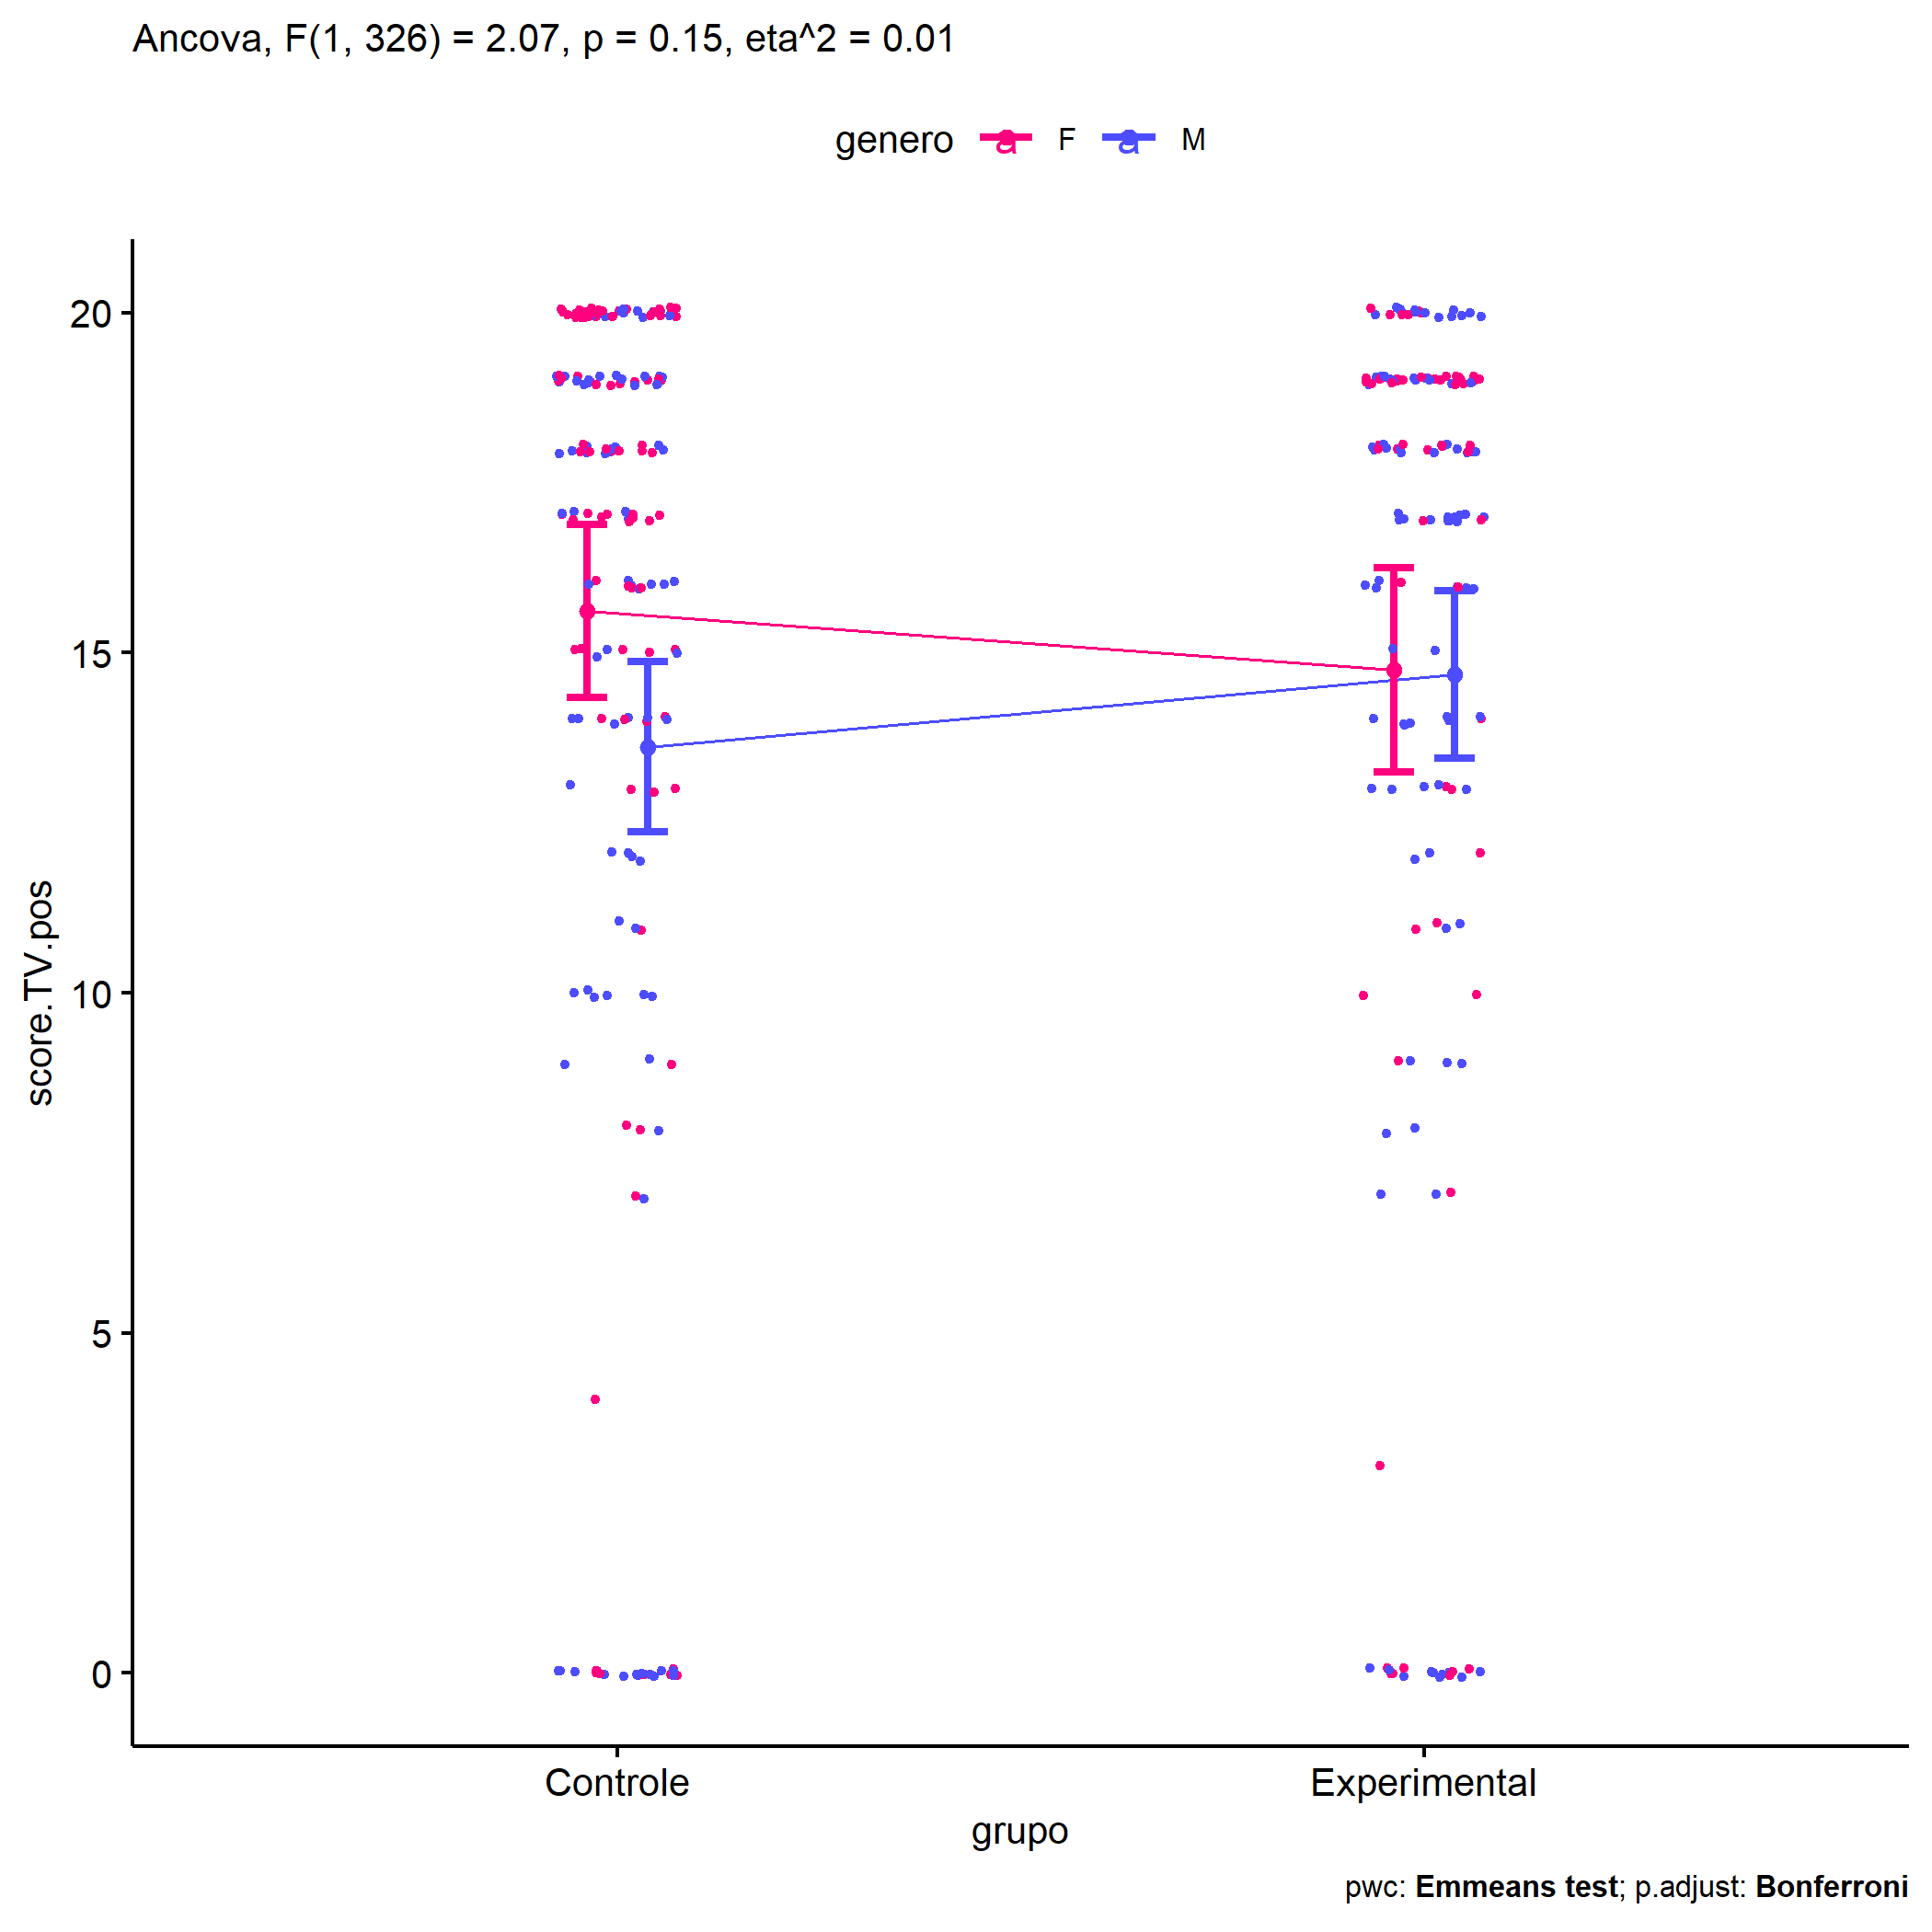 Ancova, F(1, 326) = 2.07, p = 0.15, eta^2 = 0.01
genero a F a M
20
15
10
5
0
score.TV.pos
Controle Experimental
grupo
pwc: Emmeans test; p.adjust: Bonferroni